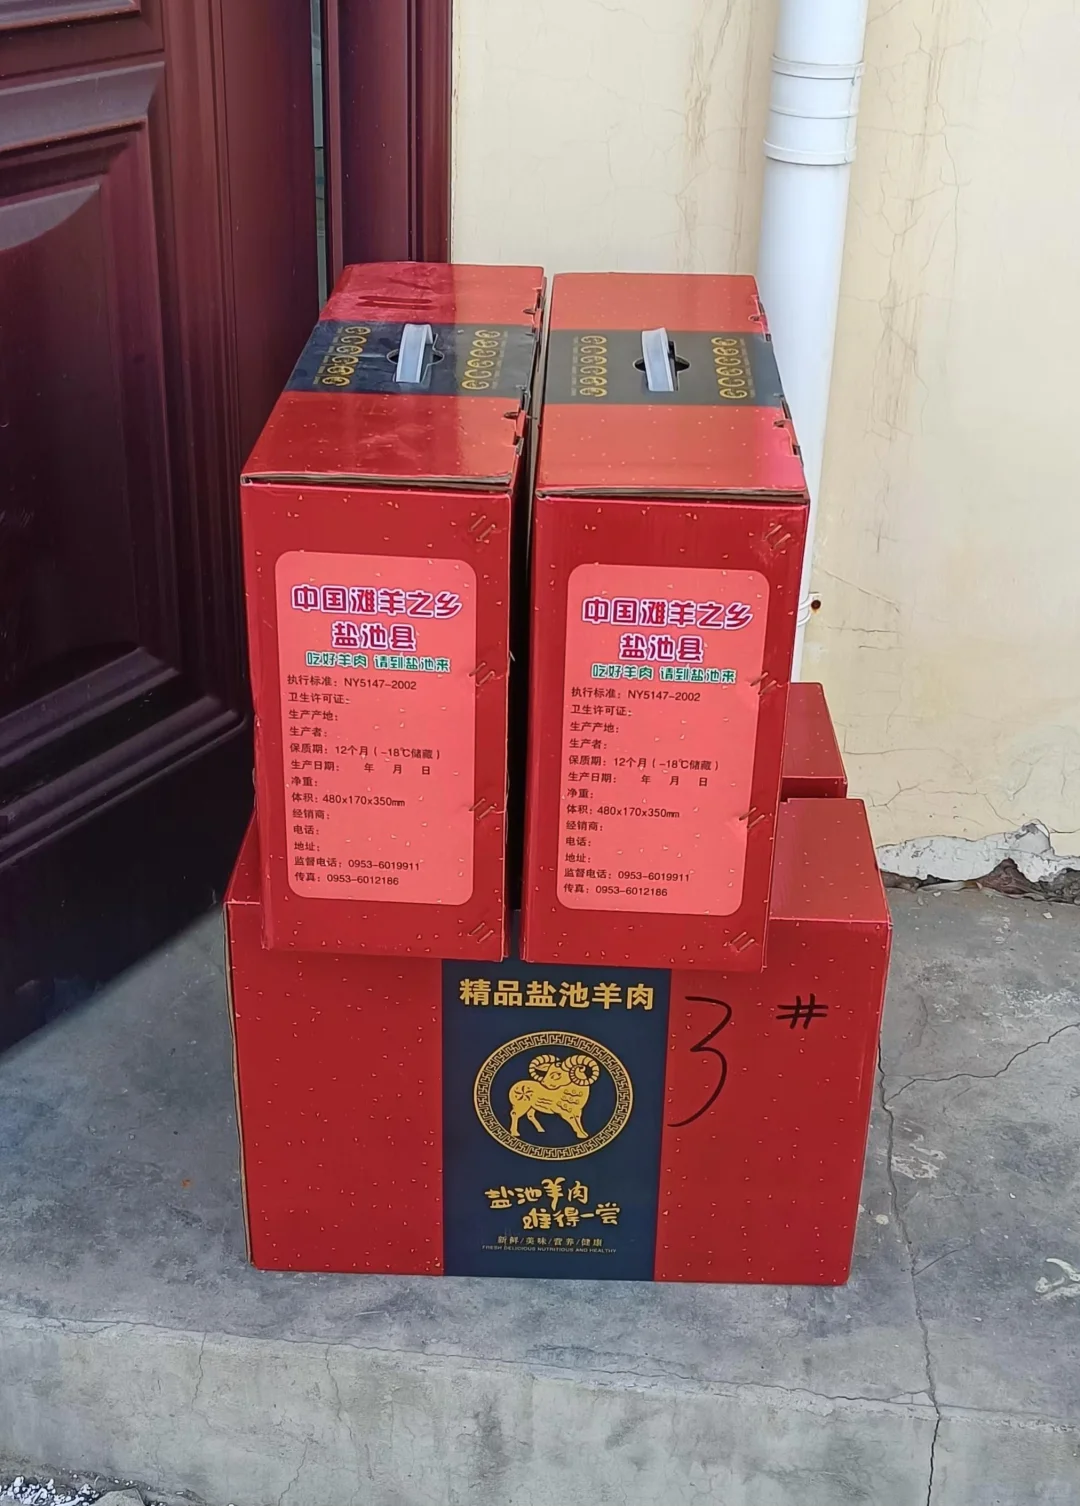 中国滩羊之乡
盐池县
吃好羊肉 请到盐池来
执行标准：NY5147-2002
卫生许可证：
生产产地：
生产者：
保质期：12个月（-18℃储藏）
生产日期： 年 月 日
净重：
体积：480x170x350mm
经销商：
电话：
地址：
监督电话：0953-6019911
传真：0953-6012186
中国滩羊之乡
盐池县
吃好羊肉 请到盐池来
执行标准：NY5147-2002
卫生许可证：
生产产地：
生产者：
保质期：12个月（-18℃储藏）
生产日期： 年 月 日
净重：
体积：480x170x350mm
经销商：
电话：
地址：
监督电话：0953-6019911
传真：0953-6012186
精品盐池羊肉
3#
盐池羊肉
难得一尝
新鲜/美味/营养/健康
FRESH DELICIOUS NUTRITIOUS AND HEALTHY